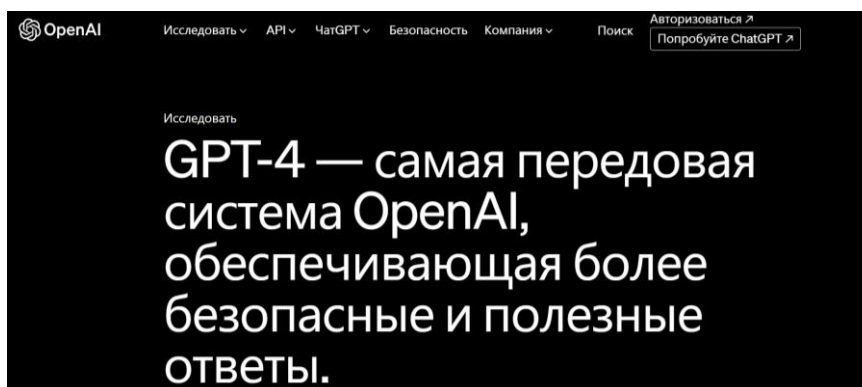 OpenAI
Исследовать
API
ЧатGPT
Безопасность
Компания
Поиск
Авторизоваться ↗
Попробуйте ChatGPT ↗
Исследовать
GPT-4 — самая передовая
система OpenAI,
обеспечивающая более
безопасные и полезные
ответы.